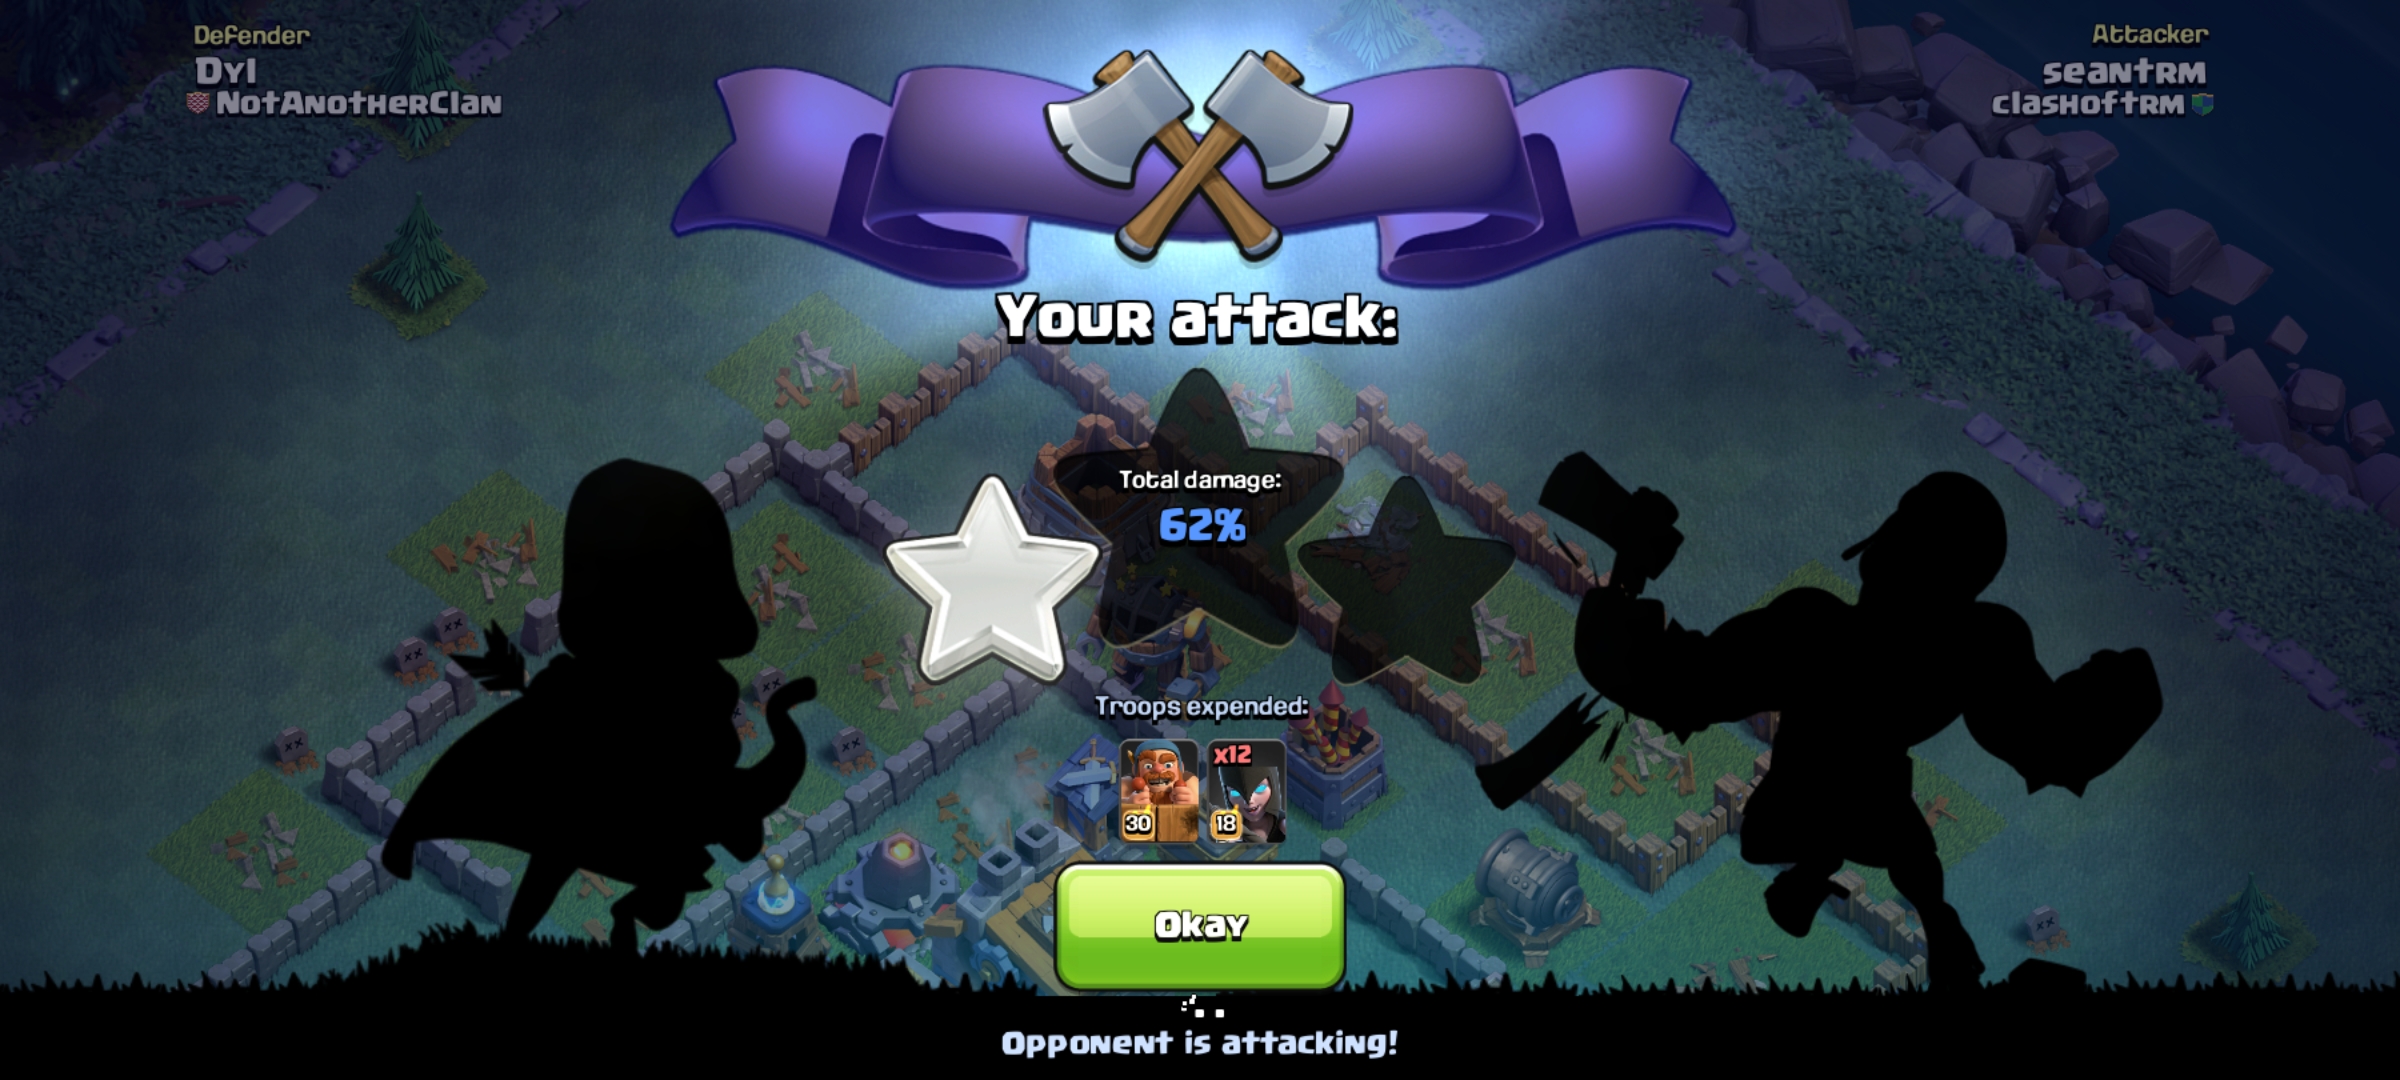 Defender
Dyl
NotAnotherClan
Attacker
seantRM
clashoftRM
Your attack:
Total damage:
62%
Troops expended:
x12
30
18
Okay
Opponent is attacking!